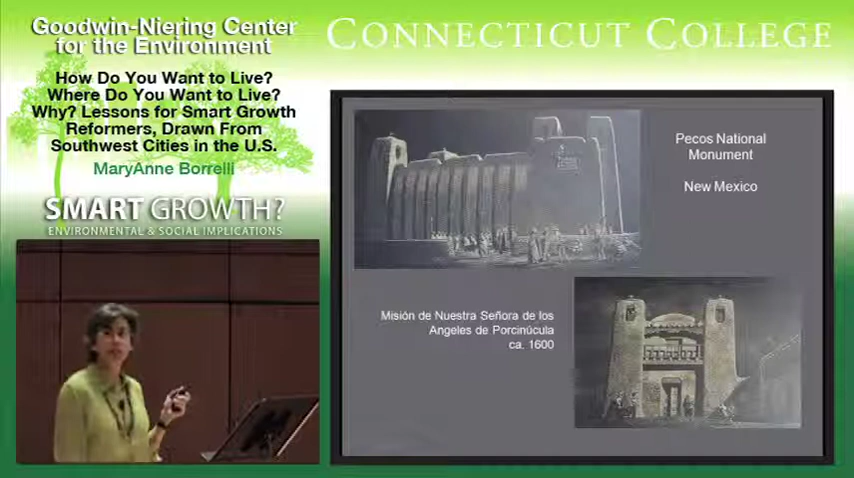 Goodwin-Niering Center
for the Environment
CONNECTICUT COLLEGE
How Do You Want to Live?
Where Do You Want to Live?
Why? Lessons for Smart Growth
Reformers, Drawn From
Southwest Cities in the U.S.
MaryAnne Borrelli
SMART GROWTH?
ENVIRONMENTAL & SOCIAL IMPLICATIONS
Pecos National
Monument
New Mexico
Misión de Nuestra Señora de los
Angeles de Porcinúcula
ca. 1600